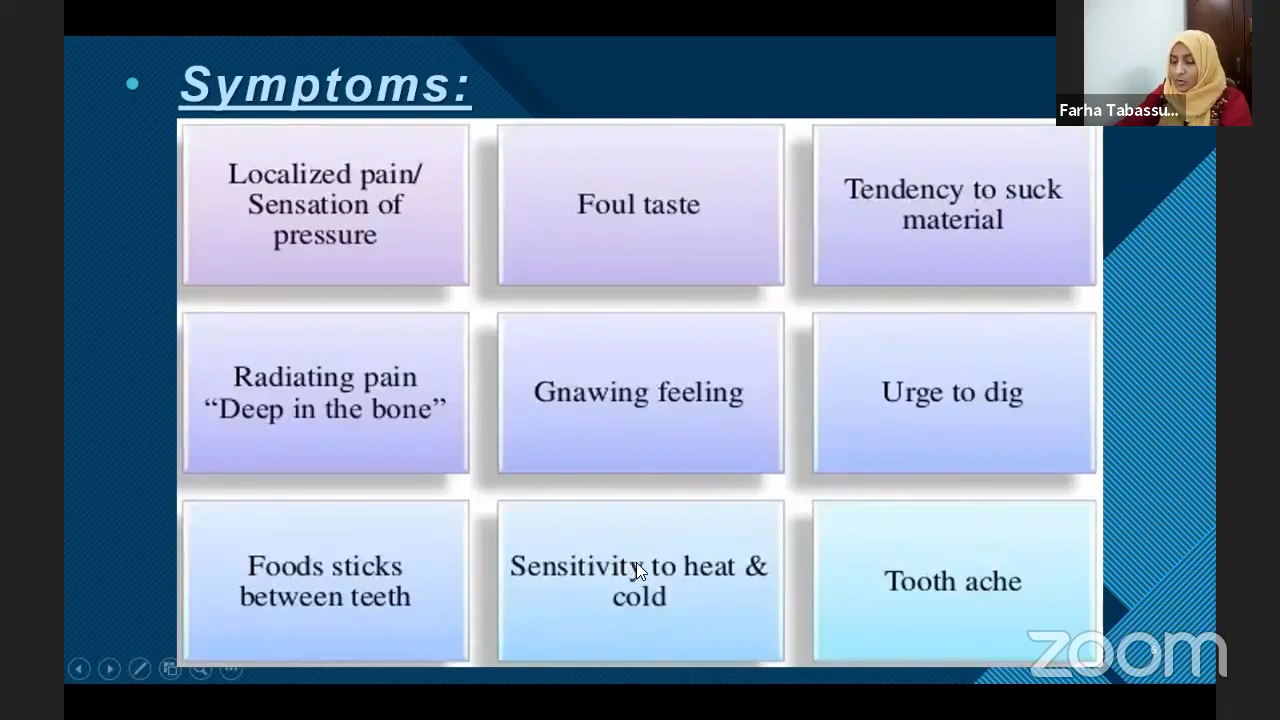 • Symptoms:
Farha Tabassu...
Localized pain/
Sensation of
pressure
Foul taste
Tendency to suck
material
Radiating pain
“Deep in the bone”
Gnawing feeling
Urge to dig
Foods sticks
between teeth
Sensitivity to heat &
cold
Tooth ache
zoom